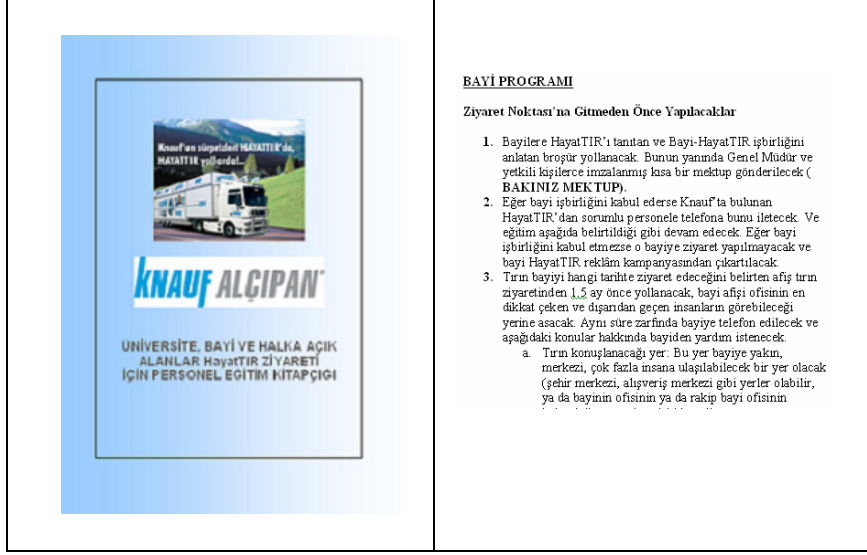 Knauf'un sürprizleri HAYATTIR'da,
HAYATTIR yollarda!...
KNAUF ALÇIPAN
ÜNİVERSİTE, BAYİ VE HALKA AÇIK
ALANLAR HayatTIR ZİYARETİ
İÇİN PERSONEL EĞİTİM KİTAPÇIGI
BAYİ PROGRAMI
Ziyaret Noktası'na Gitmeden Önce Yapılacaklar
1. Bayilere HayatTIR'ı tanıtan ve Bayi-HayatTIR işbirliğini
anlatan broşür yollanacak. Bunun yanında Genel Müdür ve
yetkili kişilerce imzalanmış kısa bir mektup gönderilecek (
BAKINIZ MEKTUP).
2. Eğer bayi işbirliğini kabul ederse Knauf'ta bulunan
HayatTIR'dan sorumlu personele telefona bunu iletecek. Ve
eğitim aşağıda belirtildiği gibi devam edecek. Eğer bayi
işbirliğini kabul etmezse o bayiye ziyaret yapılmayacak ve
bayi HayatTIR reklâm kampanyasından çıkartılacak.
3. Tırın bayiyi hangi tarihte ziyaret edeceğini belirten afiş tırın
ziyaretinden 1,5 ay önce yollanacak, bayi afişi ofisinin en
dikkat çeken ve dışarıdan geçen insanların görebileceği
yerine asacak. Aynı süre zarfında bayiye telefon edilecek ve
aşağıdaki konular hakkında bayiden yardım istenecek.
a. Tırın konuşlanacağı yer: Bu yer bayiye yakın,
merkezi, çok fazla insana ulaşılabilecek bir yer olacak
(şehir merkezi, alışveriş merkezi gibi yerler olabilir,
ya da bayinin ofisinin ya da rakip bayi ofisinin